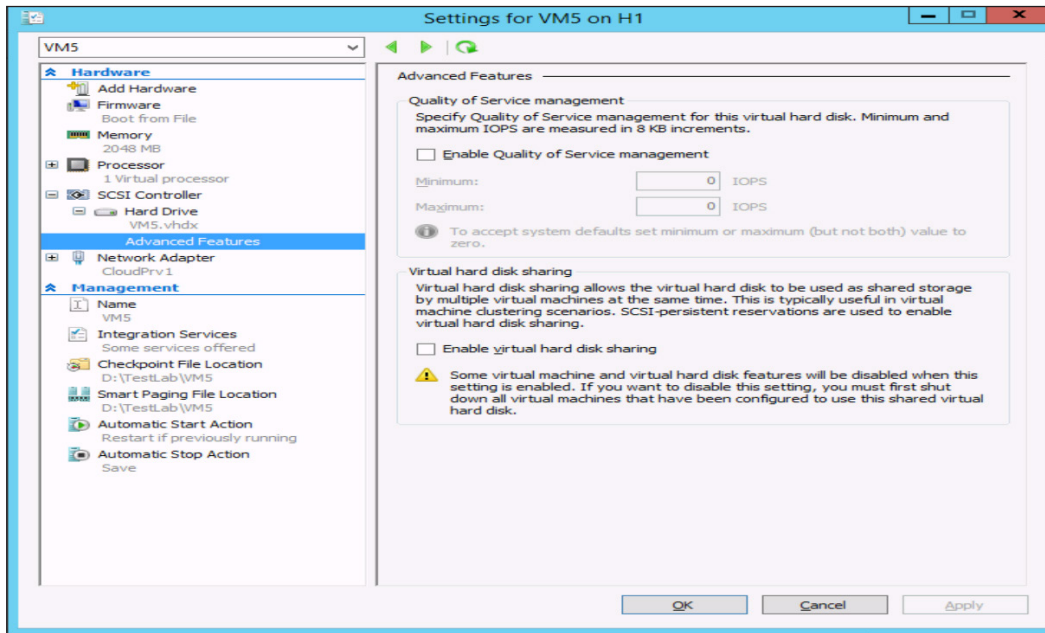 Settings for VM5 on H1
VM5
Hardware
Add Hardware
Firmware
Boot from File
Memory
2048 MB
Processor
1 Virtual processor
SCSI Controller
Hard Drive
VM5.vhdx
Advanced Features
Network Adapter
CloudPrv1
Management
Name
VM5
Integration Services
Some services offered
Checkpoint File Location
D:\TestLab\VM5
Smart Paging File Location
D:\TestLab\VM5
Automatic Start Action
Restart if previously running
Automatic Stop Action
Save
Advanced Features
Quality of Service management
Specify Quality of Service management for this virtual hard disk. Minimum and
maximum IOPS are measured in 8 KB increments.
Enable Quality of Service management
Minimum: 0 IOPS
Maximum: 0 IOPS
To accept system defaults set minimum or maximum (but not both) value to
zero.
Virtual hard disk sharing
Virtual hard disk sharing allows the virtual hard disk to be used as shared storage
by multiple virtual machines at the same time. This is typically useful in virtual
machine clustering scenarios. SCSI-persistent reservations are used to enable
virtual hard disk sharing.
Enable virtual hard disk sharing
Some virtual machine and virtual hard disk features will be disabled when this
setting is enabled. If you want to disable this setting, you must first shut
down all virtual machines that have been configured to use this shared virtual
hard disk.
OK Cancel Apply